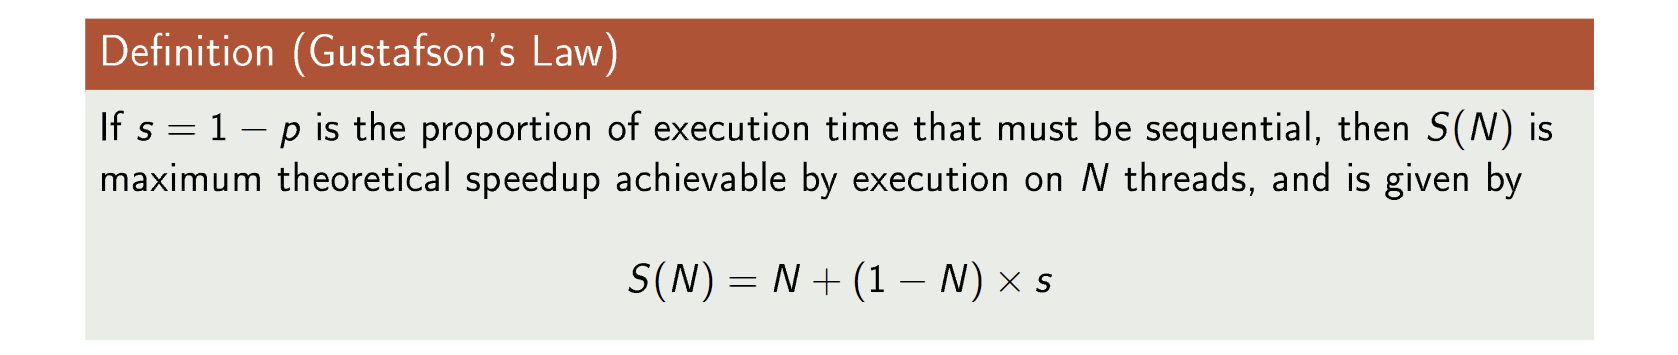 Definition (Gustafson's Law)
If s = 1 − p is the proportion of execution time that must be sequential, then S(N) is
maximum theoretical speedup achievable by execution on N threads, and is given by
S(N) = N + (1 − N) × s